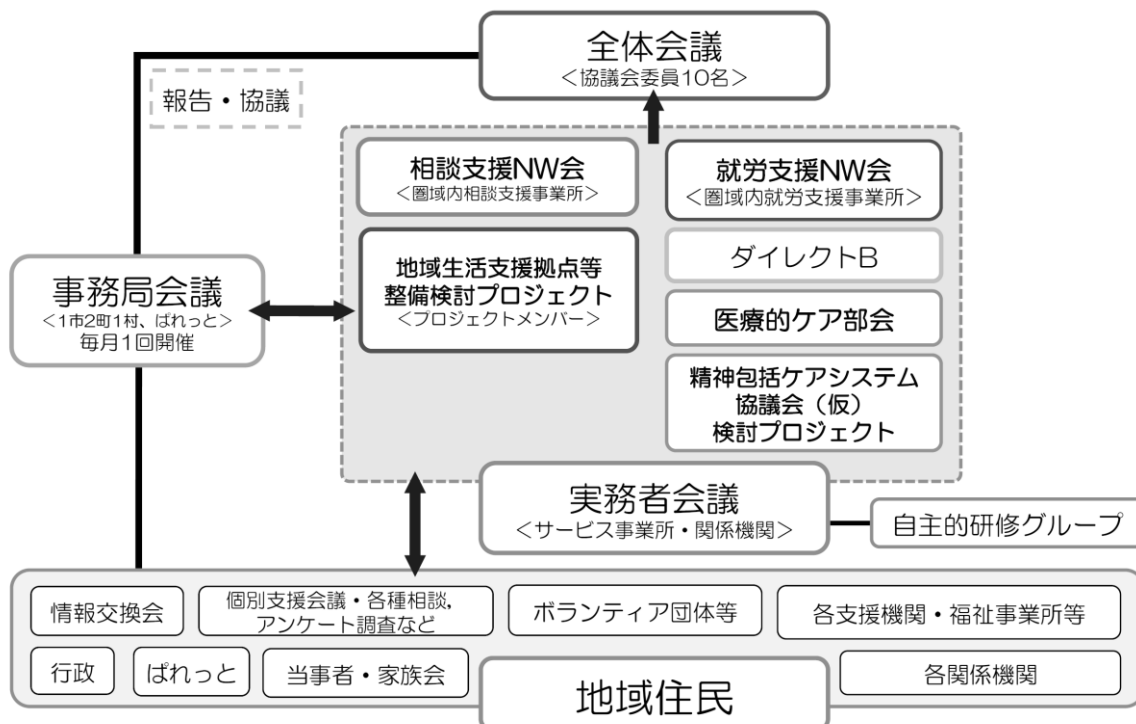 全体会議
<協議会委員10名>
報告・協議
相談支援NW会
<圏域内相談支援事業所>
就労支援NW会
<圏域内就労支援事業所>
地域生活支援拠点等
整備検討プロジェクト
<プロジェクトメンバー>
ダイレクトB
医療的ケア部会
精神包括ケアシステム
協議会（仮）
検討プロジェクト
事務局会議
<1市2町1村、ぱれっと>
毎月1回開催
実務者会議
<サービス事業所・関係機関>
自主的研修グループ
情報交換会
個別支援会議・各種相談,
アンケート調査など
ボランティア団体等
各支援機関・福祉事業所等
行政
ぱれっと
当事者・家族会
地域住民
各関係機関